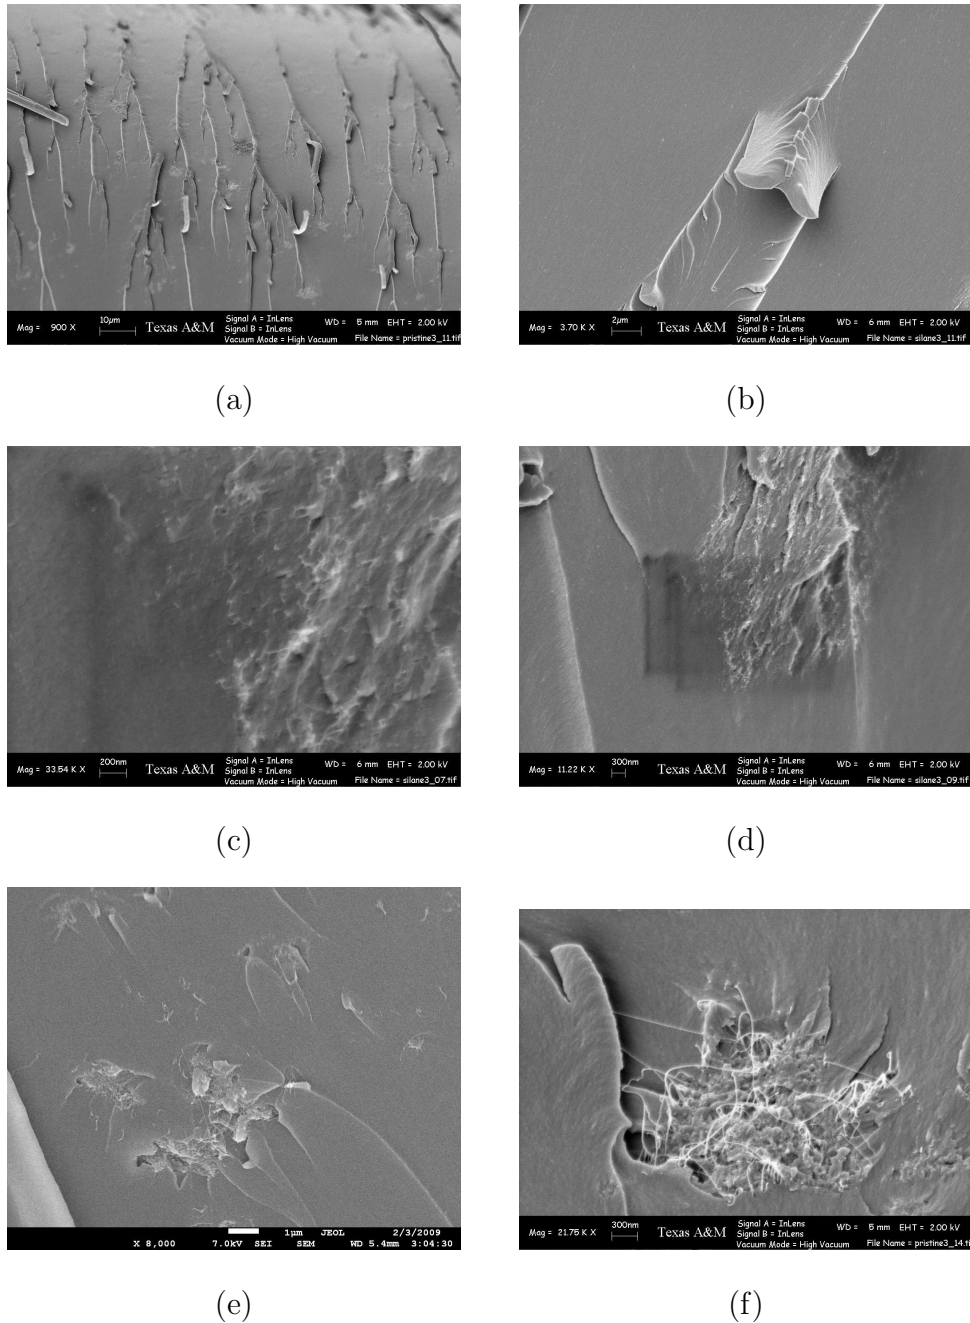 Mag = 900 X 10µm Texas A&M Signal A = InLens WD = 5 mm EHT = 2.00 kV
Signal B = InLens
Vacuum Mode = High Vacuum File Name = pristine3_11.tif
Mag = 3.70 K X 2µm Texas A&M Signal A = InLens WD = 6 mm EHT = 2.00 kV
Signal B = InLens
Vacuum Mode = High Vacuum File Name = silane3_11.tif
(a)
(b)
Mag = 33.54 K X 200nm Texas A&M Signal A = InLens WD = 6 mm EHT = 2.00 kV
Signal B = InLens
Vacuum Mode = High Vacuum File Name = silane3_07.tif
Mag = 11.22 K X 300nm Texas A&M Signal A = InLens WD = 6 mm EHT = 2.00 kV
Signal B = InLens
Vacuum Mode = High Vacuum File Name = silane3_09.tif
(c)
(d)
1µm JEOL 2/3/2009
X 8,000 7.0kV SEI SEM WD 5.4mm 3:04:30
Mag = 21.75 K X 300nm Texas A&M Signal A = InLens WD = 5 mm EHT = 2.00 kV
Signal B = InLens
Vacuum Mode = High Vacuum File Name = pristine3_14.ti
(e)
(f)